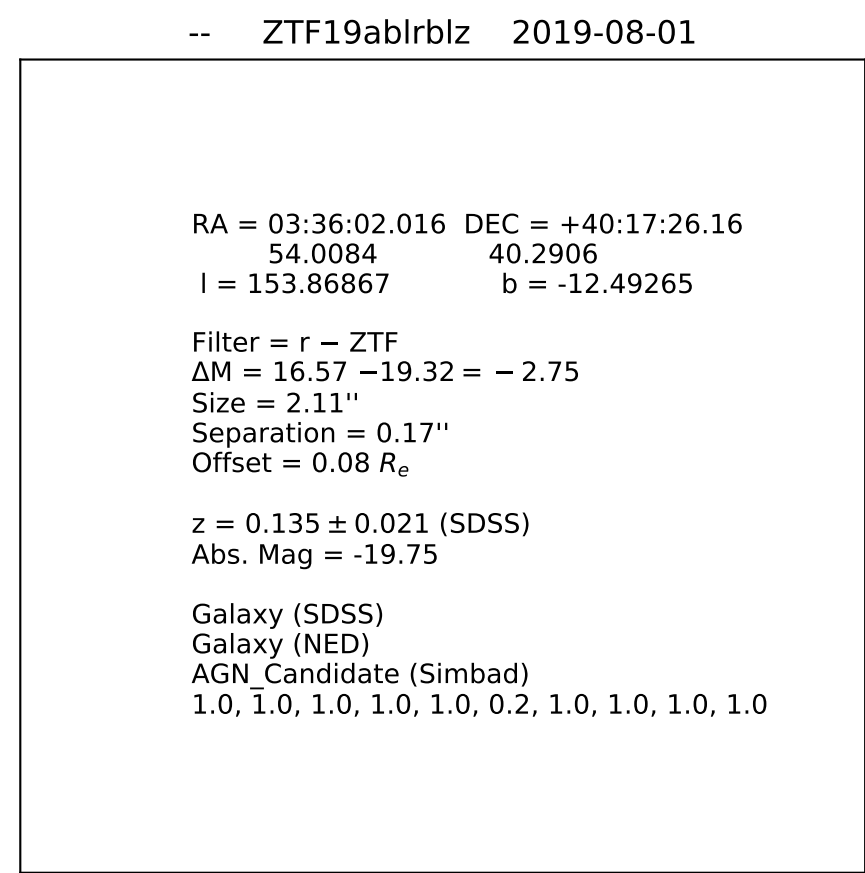 -- ZTF19ablrblz 2019-08-01
RA = 03:36:02.016 DEC = +40:17:26.16
54.0084 40.2906
l = 153.86867 b = -12.49265
Filter = r − ZTF
ΔM = 16.57 −19.32 = − 2.75
Size = 2.11''
Separation = 0.17''
Offset = 0.08 Re
z = 0.135 ± 0.021 (SDSS)
Abs. Mag = -19.75
Galaxy (SDSS)
Galaxy (NED)
AGN_Candidate (Simbad)
1.0, 1.0, 1.0, 1.0, 1.0, 0.2, 1.0, 1.0, 1.0, 1.0